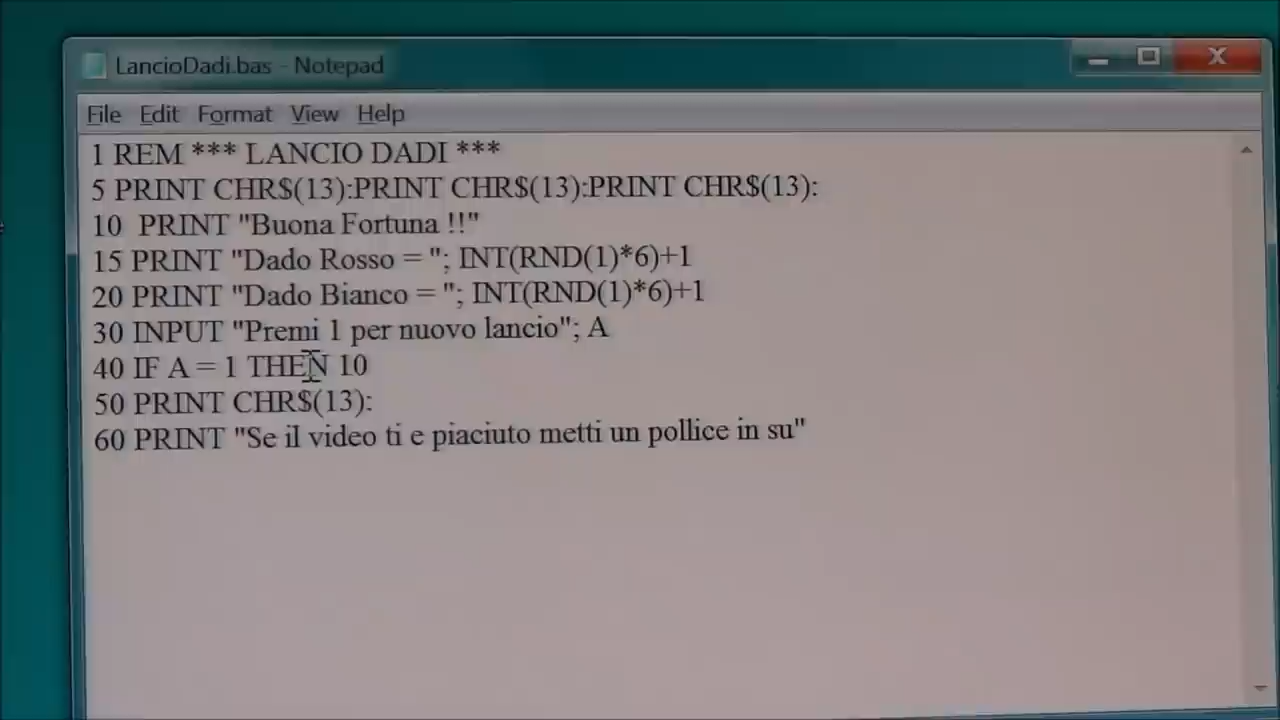 LancioDadi.bas - Notepad
File Edit Format View Help
1 REM *** LANCIO DADI ***
5 PRINT CHR$(13):PRINT CHR$(13):PRINT CHR$(13):
10  PRINT "Buona Fortuna !!"
15 PRINT "Dado Rosso = "; INT(RND(1)*6)+1
20 PRINT "Dado Bianco = "; INT(RND(1)*6)+1
30 INPUT "Premi 1 per nuovo lancio"; A
40 IF A = 1 THEN 10
50 PRINT CHR$(13):
60 PRINT "Se il video ti e piaciuto metti un pollice in su"